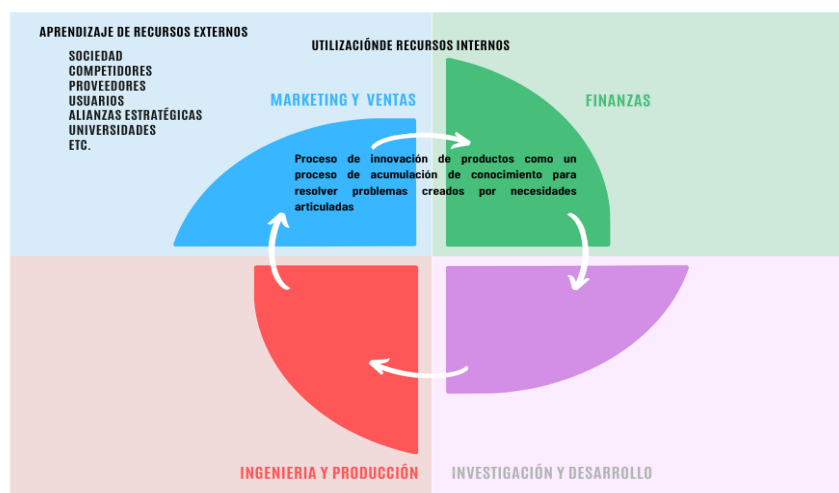 APRENDIZAJE DE RECURSOS EXTERNOS
SOCIEDAD
COMPETIDORES
PROVEEDORES
USUARIOS
ALIANZAS ESTRATÉGICAS
UNIVERSIDADES
ETC.
UTILIZACIÓNDE RECURSOS INTERNOS
MARKETING Y VENTAS
FINANZAS
Proceso de innovación de productos como un
proceso de acumulación de conocimiento para
resolver problemas creados por necesidades
articuladas
INGENIERIA Y PRODUCCIÓN
INVESTIGACIÓN Y DESARROLLO